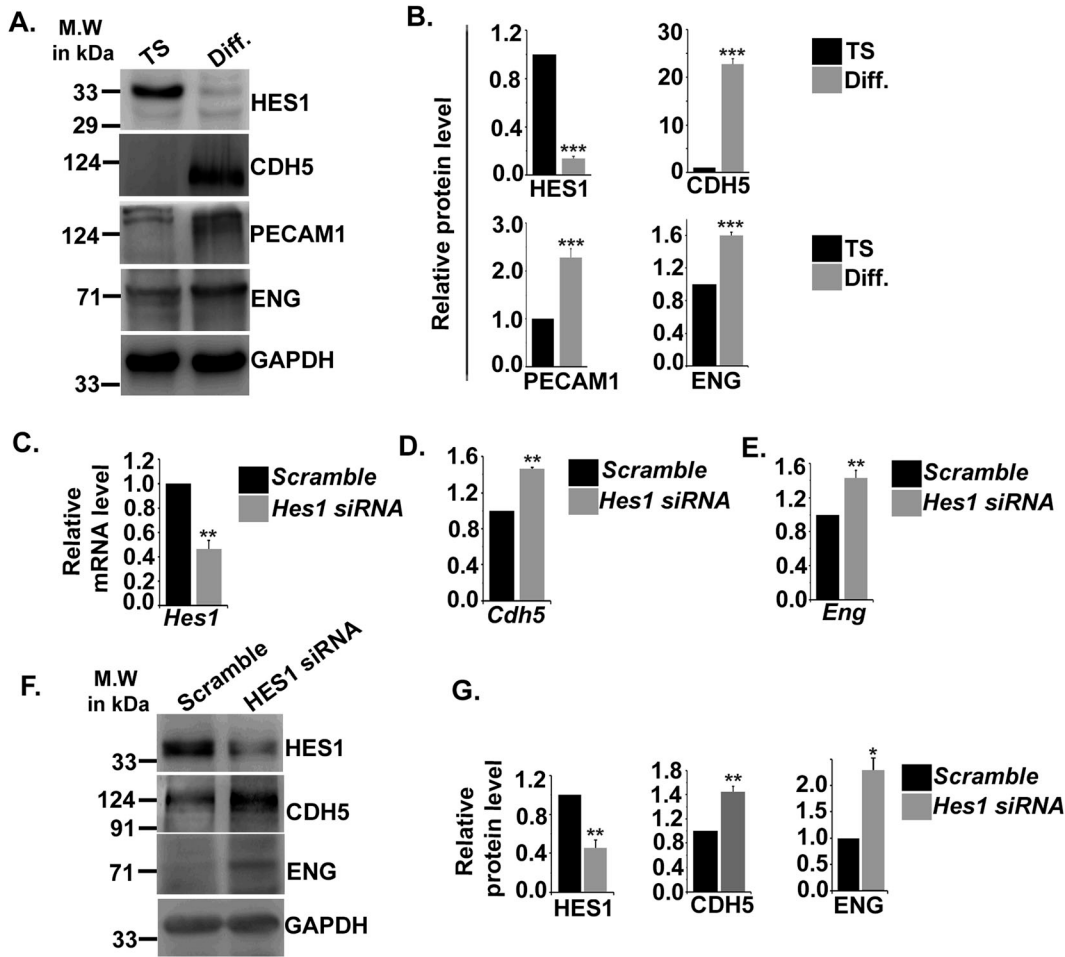 A.
M.W
in kDa
TS
Diff.
33
29
HES1
124
CDH5
124
PECAM1
71
ENG
33
GAPDH
B.
Relative protein level
1.2
0.8
0.4
0.0
***
HES1
30
20
10
0
***
CDH5
TS
Diff.
3.0
2.0
1.0
0.0
***
PECAM1
1.6
1.2
0.8
0.4
0.0
***
ENG
TS
Diff.
C.
Relative
mRNA level
1.2
1.0
0.8
0.6
0.4
0.2
0.0
**
Hes1
Scramble
Hes1 siRNA
D.
1.6
1.2
0.8
0.4
0.0
**
Cdh5
Scramble
Hes1 siRNA
E.
1.6
1.2
0.8
0.4
0.0
**
Eng
Scramble
Hes1 siRNA
F.
M.W
in kDa
Scramble
HES1 siRNA
33
HES1
124
91
CDH5
71
ENG
33
GAPDH
G.
Relative
protein level
1.2
0.8
0.4
0.0
**
HES1
1.8
1.4
1.2
0.8
0.4
0.0
**
CDH5
2.0
1.5
1.0
0.5
0.0
*
ENG
Scramble
Hes1 siRNA